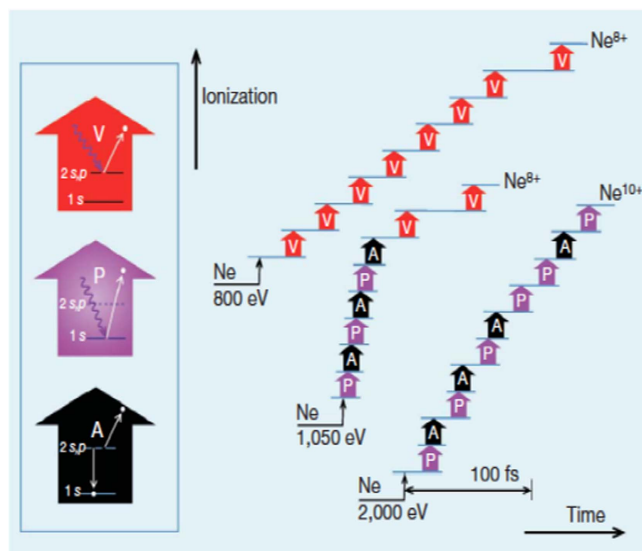 V
2 s,p
1 s
P
2 s,p
1 s
A
2 s,p
1 s
Ionization
Ne8+
V
V
V
V
V
V
V
V
Ne
800 eV
Ne8+
V
V
A
P
A
P
A
P
Ne
1,050 eV
Ne10+
P
A
P
P
A
P
A
P
A
P
Ne
2,000 eV
100 fs
Time